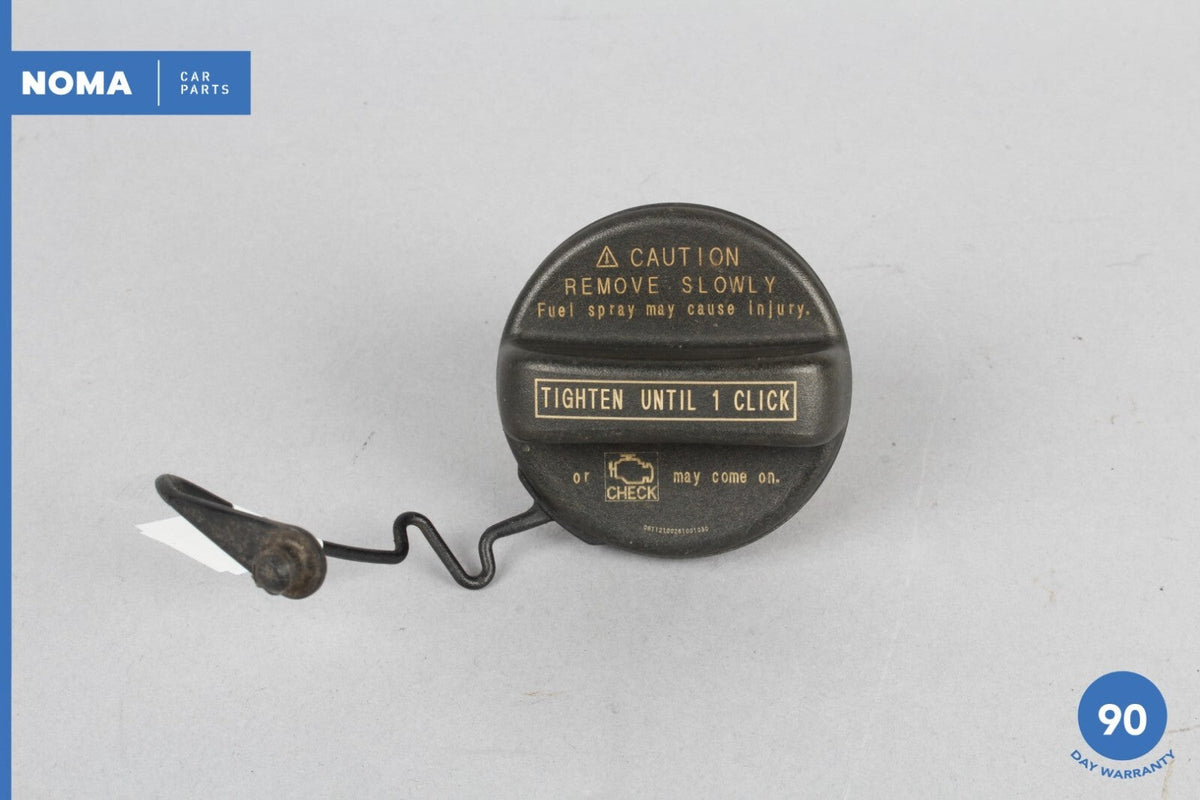 NOMA
CAR
PARTS
⚠ CAUTION
REMOVE SLOWLY
Fuel spray may cause injury.
TIGHTEN UNTIL 1 CLICK
or CHECK may come on.
90
DAY WARRANTY